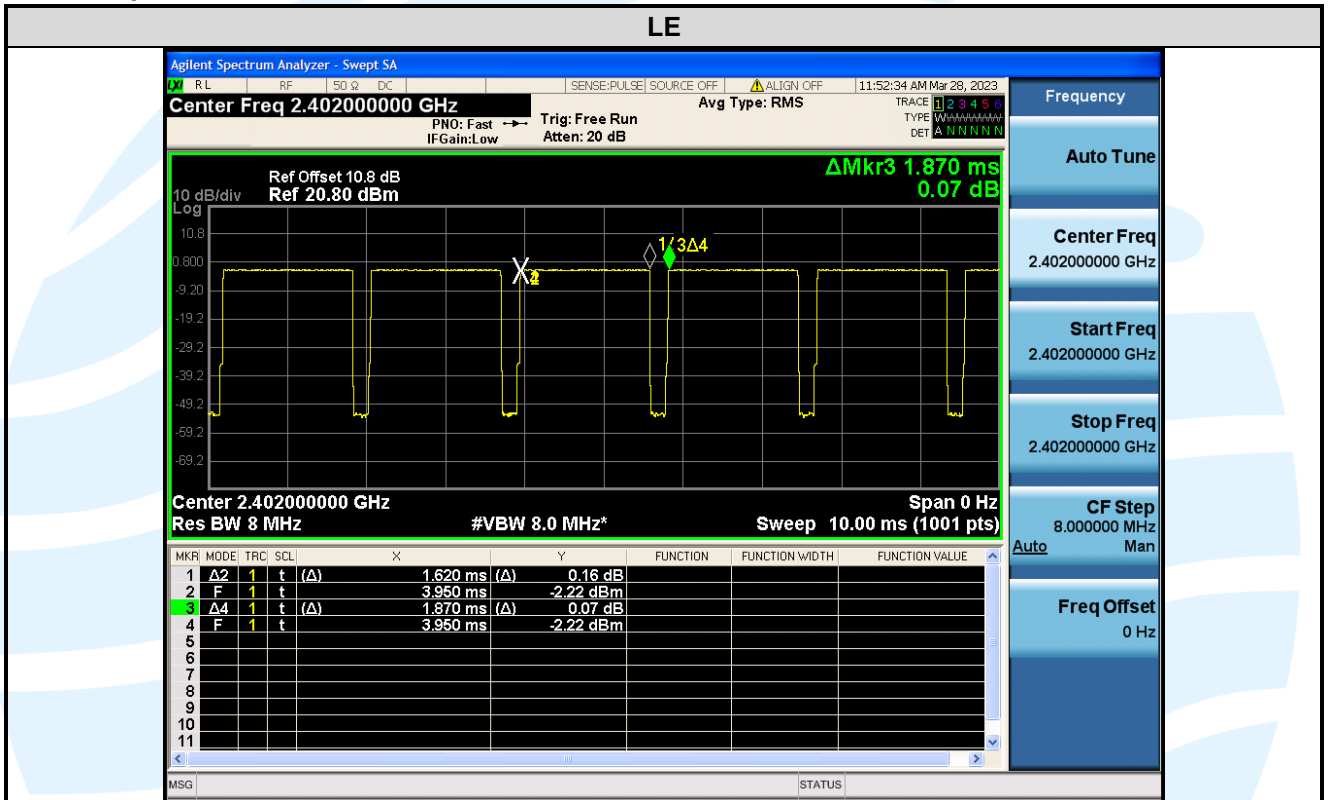 LE
Agilent Spectrum Analyzer - Swept SA
LXI RL RF 50 Ω DC SENSE:PULSE SOURCE OFF ALIGN OFF 11:52:34 AM Mar 28, 2023
Center Freq 2.402000000 GHz Avg Type: RMS TRACE 1 2 3 4 5 6
PNO: Fast Trig: Free Run TYPE
IFGain:Low Atten: 20 dB DET A N N N N N
ΔMkr3 1.870 ms
0.07 dB
Ref Offset 10.8 dB
10 dB/div Ref 20.80 dBm
Log
10.8
0.800
-9.20
-19.2
-29.2
-39.2
-49.2
-59.2
-69.2
1/3Δ4
Center 2.402000000 GHz Span 0 Hz
Res BW 8 MHz #VBW 8.0 MHz* Sweep 10.00 ms (1001 pts)
MKR MODE TRC SCL X Y FUNCTION FUNCTION WIDTH FUNCTION VALUE
1 Δ2 1 t (Δ) 1.620 ms (Δ) 0.16 dB
2 F 1 t 3.950 ms -2.22 dBm
3 Δ4 1 t (Δ) 1.870 ms (Δ) 0.07 dB
4 F 1 t 3.950 ms -2.22 dBm
5
6
7
8
9
10
11
MSG STATUS
Frequency
Auto Tune
Center Freq
2.402000000 GHz
Start Freq
2.402000000 GHz
Stop Freq
2.402000000 GHz
CF Step
8.000000 MHz
Auto Man
Freq Offset
0 Hz